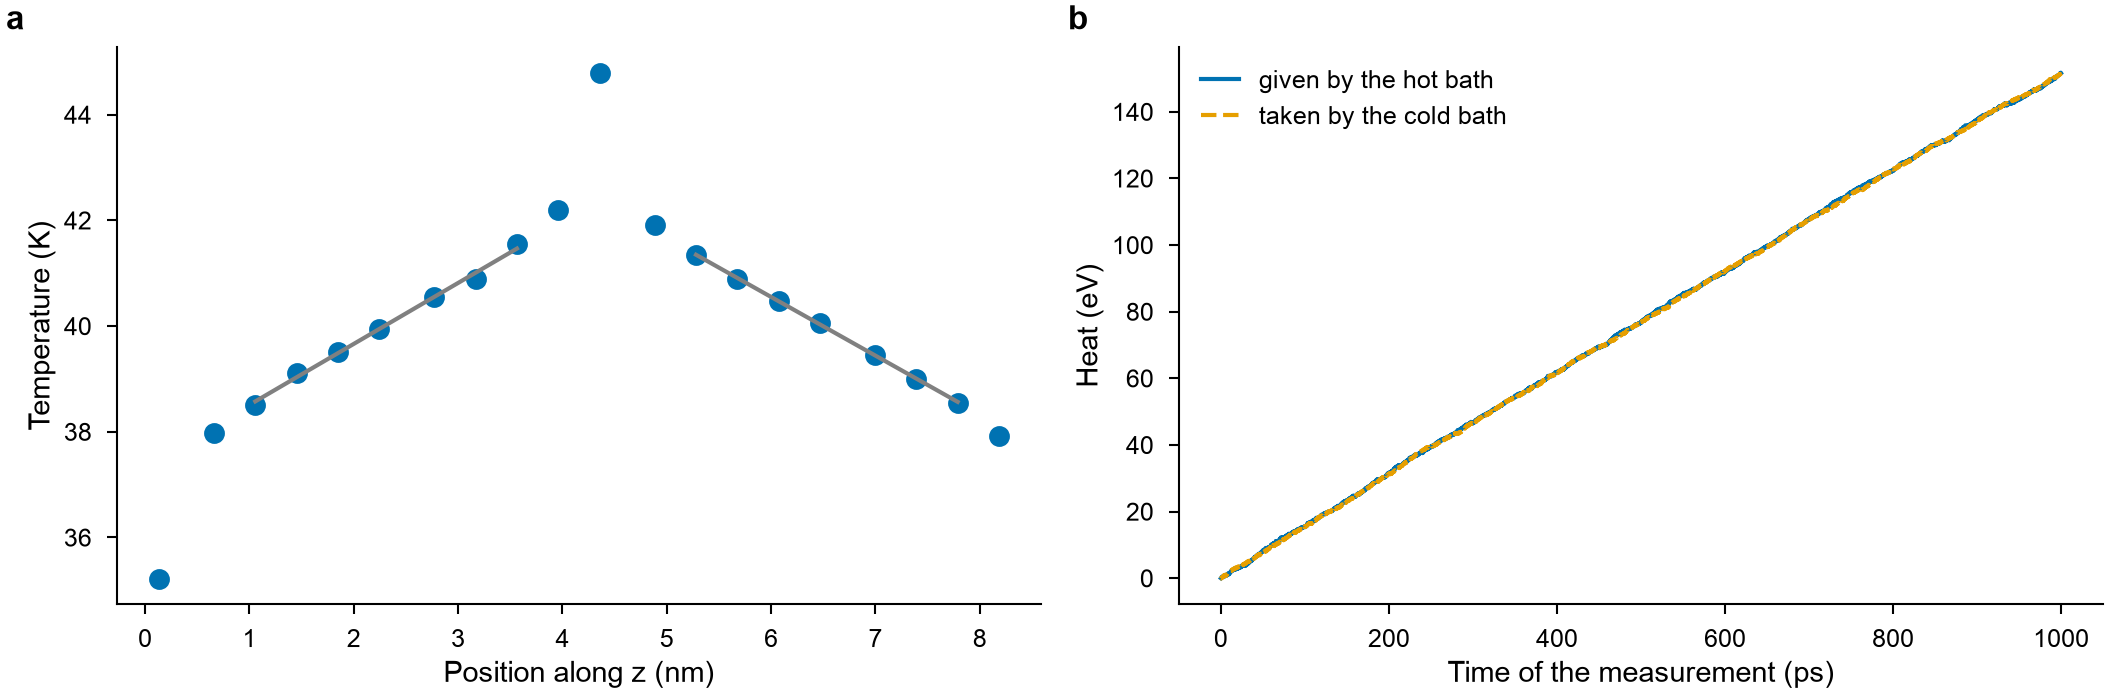 a
44
42
40
38
36
Temperature (K)
0 1 2 3 4 5 6 7 8
Position along z (nm)
b
given by the hot bath
taken by the cold bath
140
120
100
80
60
40
20
0
Heat (eV)
0 200 400 600 800 1000
Time of the measurement (ps)